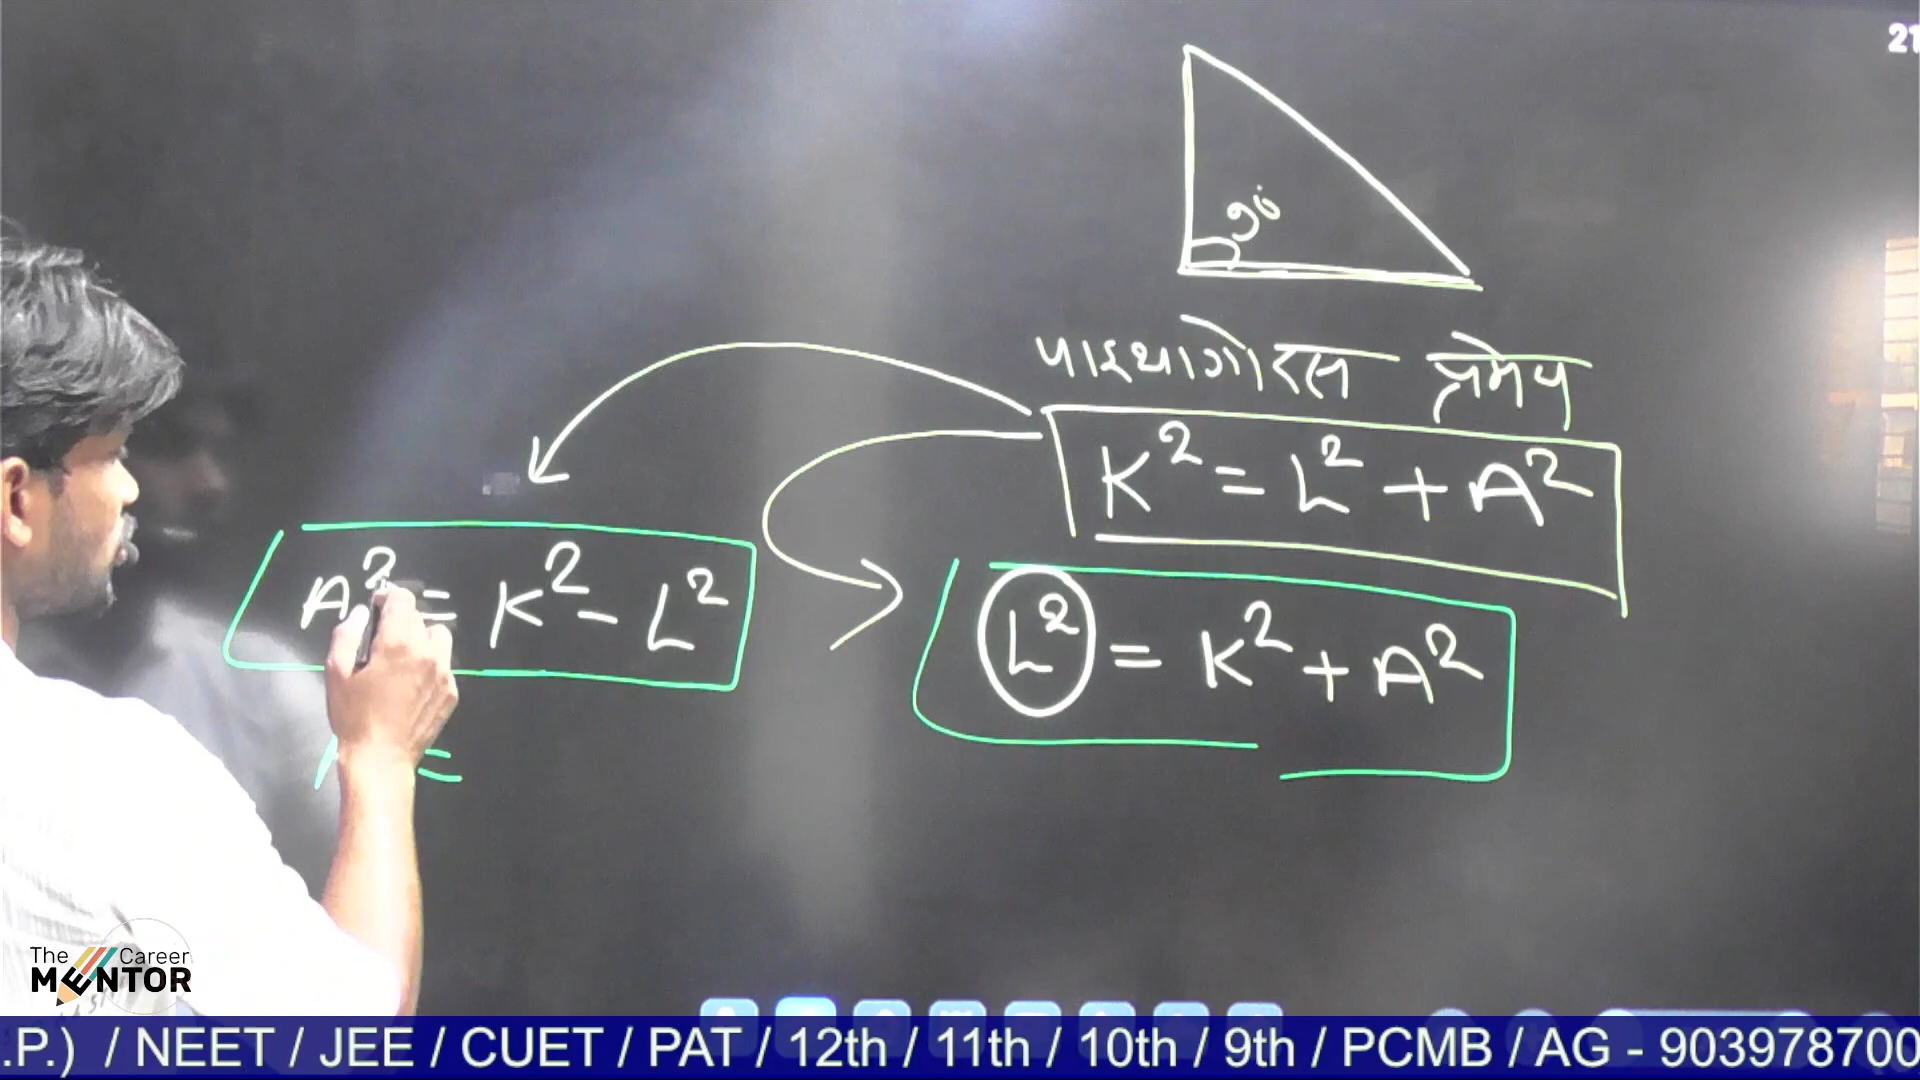 21
90°
पाइथागोरस प्रमेय
K² = L² + A²
A² = K² - L²
L² = K² + A²
=
The Career
MENTOR
.P.) / NEET / JEE / CUET / PAT / 12th / 11th / 10th / 9th / PCMB / AG - 903978700